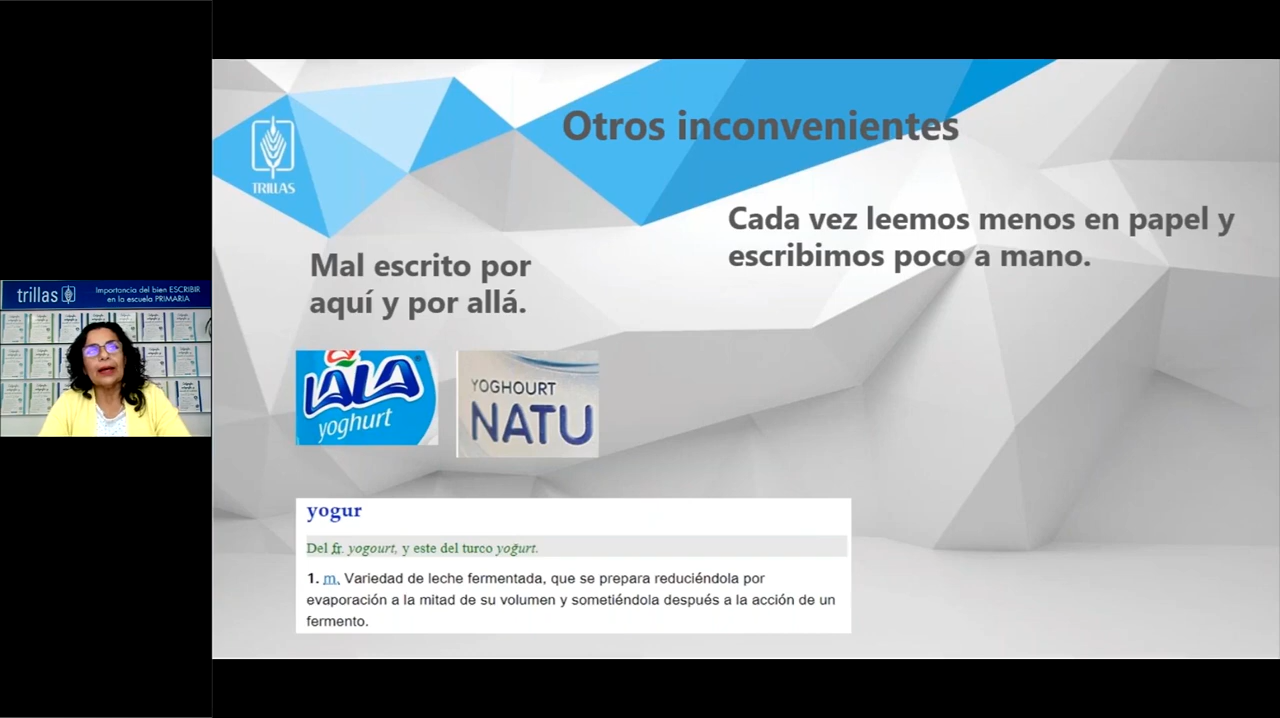 trillas
Importancia del bien ESCRIBIR
en la escuela PRIMARIA
TRILLAS
Otros inconvenientes
Cada vez leemos menos en papel y
escribimos poco a mano.
Mal escrito por
aquí y por allá.
LALA
yoghurt
YOGHOURT
NATU
yogur
Del fr. yogourt, y este del turco yoğurt.
1. m. Variedad de leche fermentada, que se prepara reduciéndola por
evaporación a la mitad de su volumen y sometiéndola después a la acción de un
fermento.